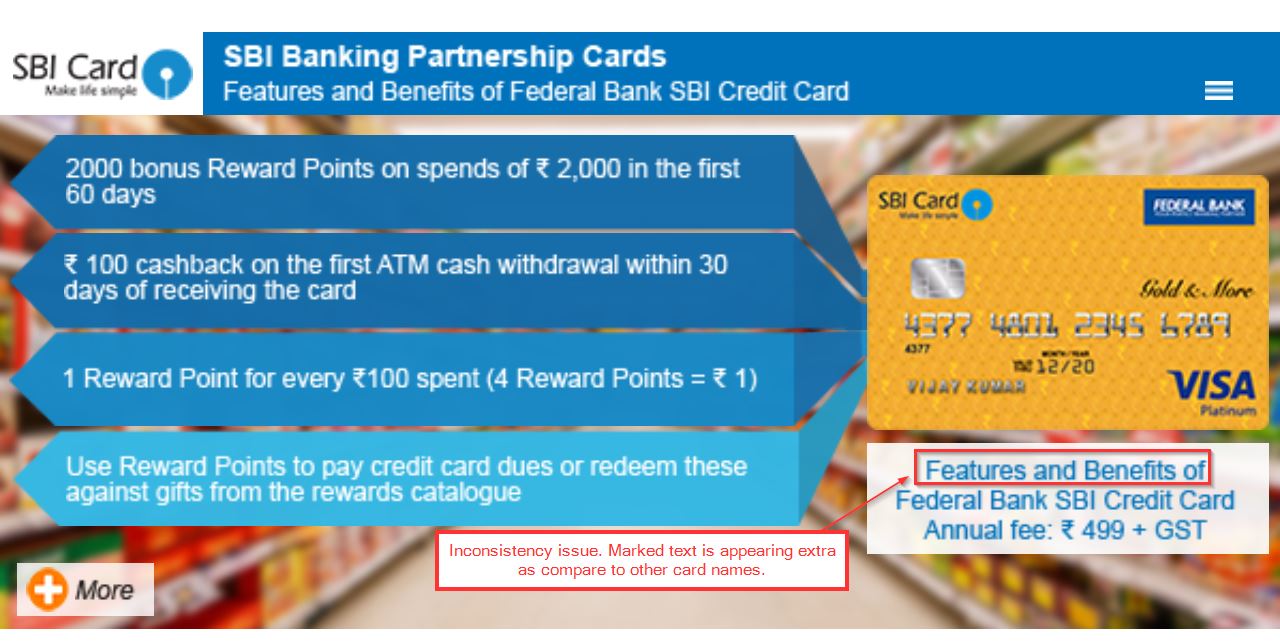 SBI Card
Make life simple
SBI Banking Partnership Cards
Features and Benefits of Federal Bank SBI Credit Card
2000 bonus Reward Points on spends of ₹ 2,000 in the first
60 days
₹ 100 cashback on the first ATM cash withdrawal within 30
days of receiving the card
1 Reward Point for every ₹100 spent (4 Reward Points = ₹ 1)
Use Reward Points to pay credit card dues or redeem these
against gifts from the rewards catalogue
SBI Card
Make life simple
FEDERAL BANK
Gold & More
4377 4801 2345 6789
4377
MONTH/YEAR
12/20
VIJAY KUMAR
VISA
Platinum
Features and Benefits of
Federal Bank SBI Credit Card
Annual fee: ₹ 499 + GST
Inconsistency issue. Marked text is appearing extra
as compare to other card names.
More